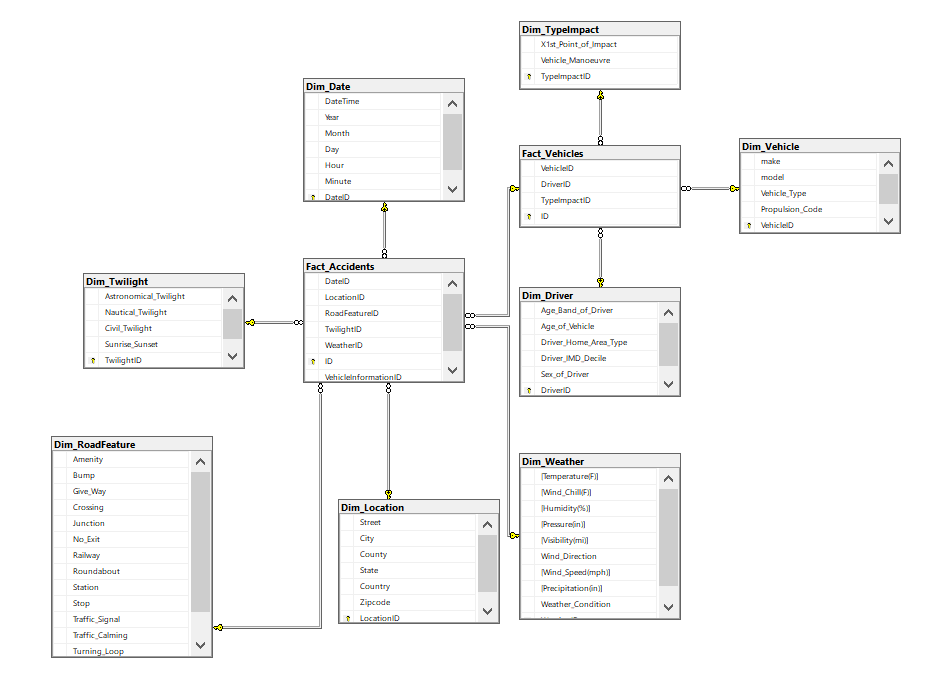 Dim_TypeImpact
X1st_Point_of_Impact
Vehicle_Manoeuvre
TypeImpactID
Dim_Date
DateTime
Year
Month
Day
Hour
Minute
DateID
Fact_Vehicles
VehicleID
DriverID
TypeImpactID
ID
Dim_Vehicle
make
model
Vehicle_Type
Propulsion_Code
VehicleID
Fact_Accidents
DateID
LocationID
RoadFeatureID
TwilightID
WeatherID
ID
VehicleInformationID
Dim_Twilight
Astronomical_Twilight
Nautical_Twilight
Civil_Twilight
Sunrise_Sunset
TwilightID
Dim_Driver
Age_Band_of_Driver
Age_of_Vehicle
Driver_Home_Area_Type
Driver_IMD_Decile
Sex_of_Driver
DriverID
Dim_RoadFeature
Amenity
Bump
Give_Way
Crossing
Junction
No_Exit
Railway
Roundabout
Station
Stop
Traffic_Signal
Traffic_Calming
Turning_Loop
Dim_Location
Street
City
County
State
Country
Zipcode
LocationID
Dim_Weather
[Temperature(F)]
[Wind_Chill(F)]
[Humidity(%)]
[Pressure(in)]
[Visibility(mi)]
Wind_Direction
[Wind_Speed(mph)]
[Precipitation(in)]
Weather_Condition